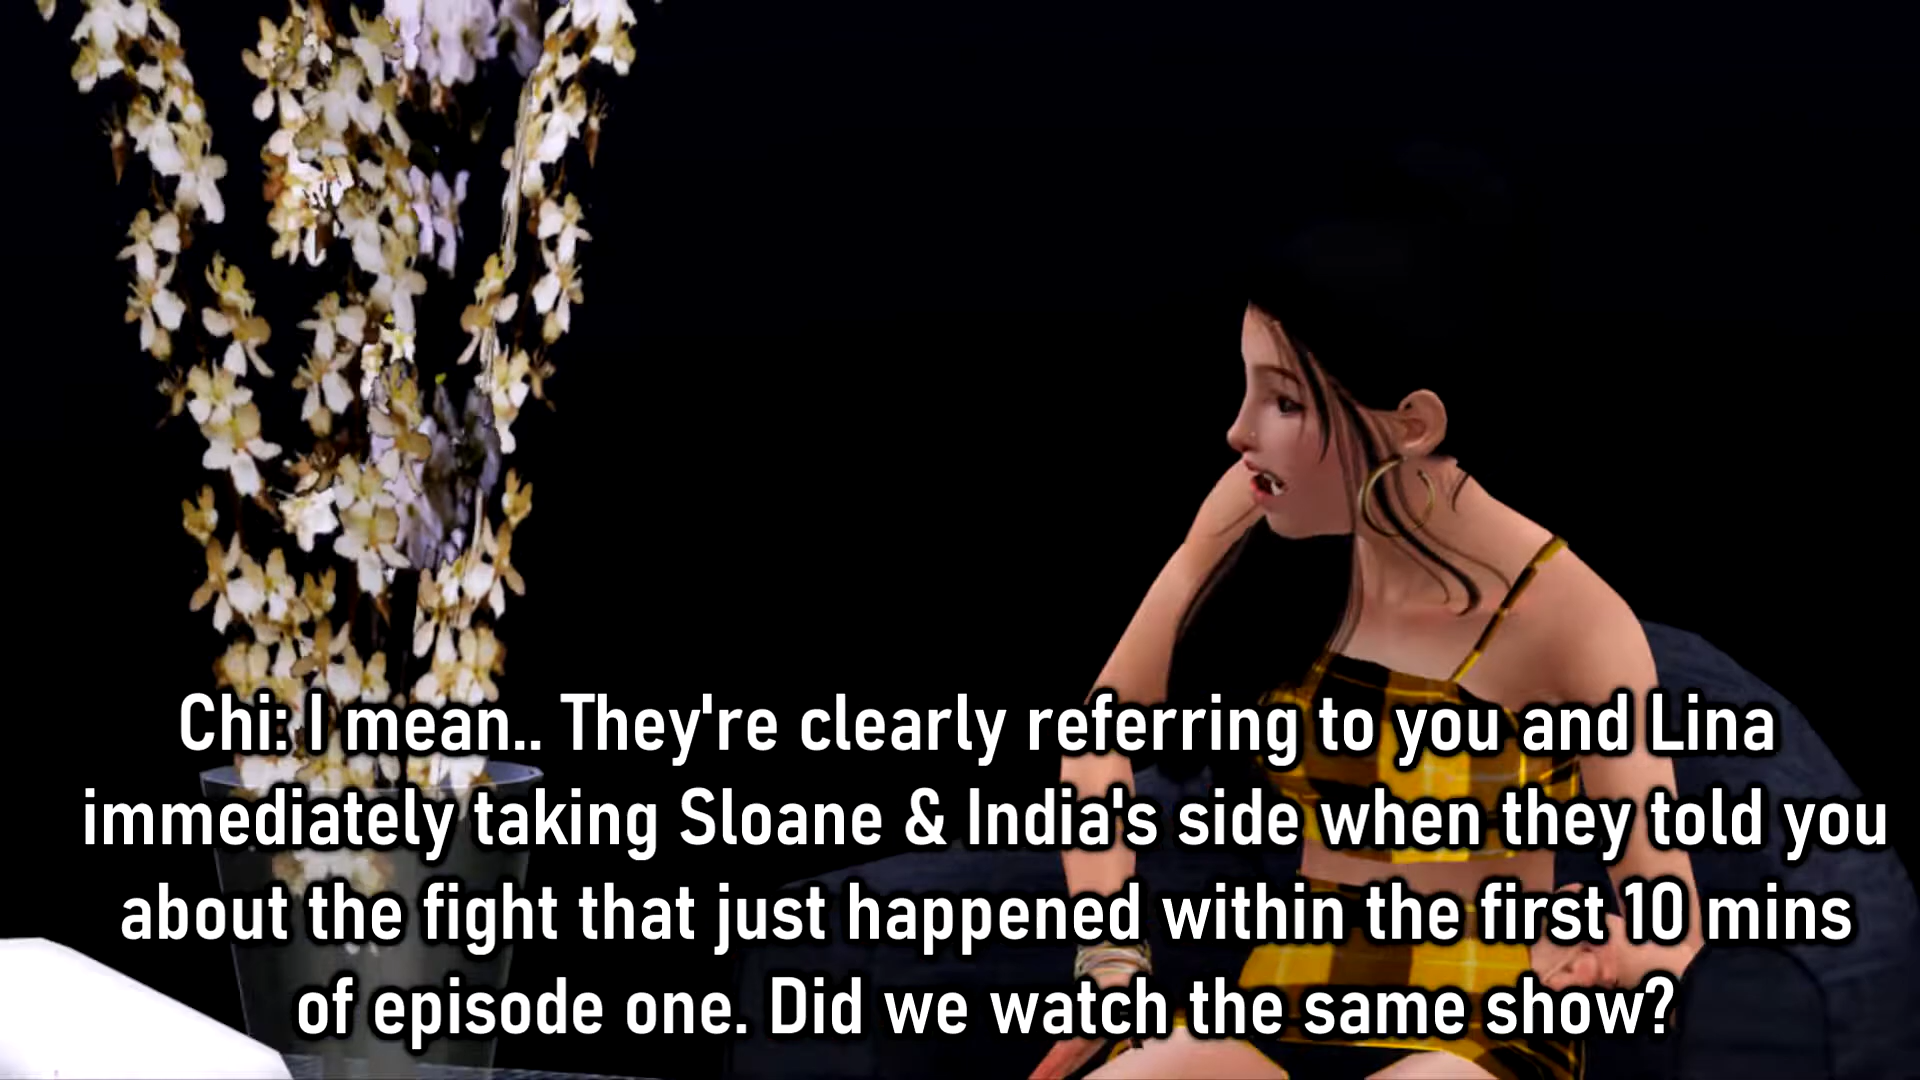 Chi: I mean.. They're clearly referring to you and Lina
immediately taking Sloane & India's side when they told you
about the fight that just happened within the first 10 mins
of episode one. Did we watch the same show?